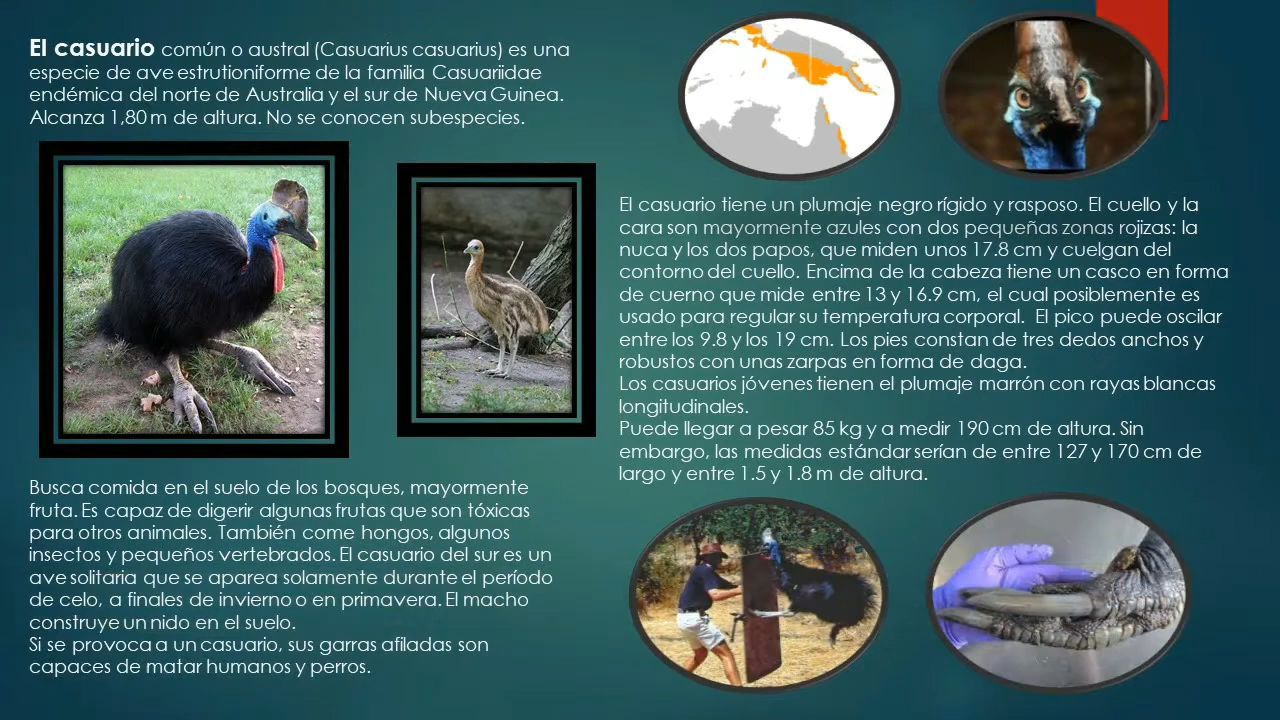 El casuario común o austral (Casuarius casuarius) es una
especie de ave estrutioniforme de la familia Casuariidae
endémica del norte de Australia y el sur de Nueva Guinea.
Alcanza 1,80 m de altura. No se conocen subespecies.
Busca comida en el suelo de los bosques, mayormente
fruta. Es capaz de digerir algunas frutas que son tóxicas
para otros animales. También come hongos, algunos
insectos y pequeños vertebrados. El casuario del sur es un
ave solitaria que se aparea solamente durante el período
de celo, a finales de invierno o en primavera. El macho
construye un nido en el suelo.
Si se provoca a un casuario, sus garras afiladas son
capaces de matar humanos y perros.
El casuario tiene un plumaje negro rígido y rasposo. El cuello y la
cara son mayormente azules con dos pequeñas zonas rojizas: la
nuca y los dos papos, que miden unos 17.8 cm y cuelgan del
contorno del cuello. Encima de la cabeza tiene un casco en forma
de cuerno que mide entre 13 y 16.9 cm, el cual posiblemente es
usado para regular su temperatura corporal. El pico puede oscilar
entre los 9.8 y los 19 cm. Los pies constan de tres dedos anchos y
robustos con unas zarpas en forma de daga.
Los casuarios jóvenes tienen el plumaje marrón con rayas blancas
longitudinales.
Puede llegar a pesar 85 kg y a medir 190 cm de altura. Sin
embargo, las medidas estándar serían de entre 127 y 170 cm de
largo y entre 1.5 y 1.8 m de altura.